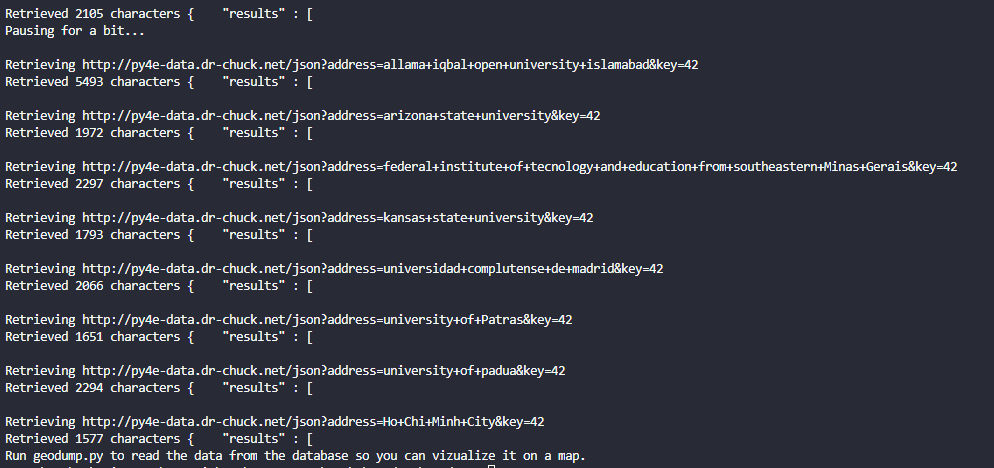 Retrieved 2105 characters {    "results" : [
Pausing for a bit...
Retrieving http://py4e-data.dr-chuck.net/json?address=allama+iqbal+open+university+islamabad&key=42
Retrieved 5493 characters {    "results" : [
Retrieving http://py4e-data.dr-chuck.net/json?address=arizona+state+university&key=42
Retrieved 1972 characters {    "results" : [
Retrieving http://py4e-data.dr-chuck.net/json?address=federal+institute+of+tecnology+and+education+from+southeastern+Minas+Gerais&key=42
Retrieved 2297 characters {    "results" : [
Retrieving http://py4e-data.dr-chuck.net/json?address=kansas+state+university&key=42
Retrieved 1793 characters {    "results" : [
Retrieving http://py4e-data.dr-chuck.net/json?address=universidad+complutense+de+madrid&key=42
Retrieved 2066 characters {    "results" : [
Retrieving http://py4e-data.dr-chuck.net/json?address=university+of+Patras&key=42
Retrieved 1651 characters {    "results" : [
Retrieving http://py4e-data.dr-chuck.net/json?address=university+of+padua&key=42
Retrieved 2294 characters {    "results" : [
Retrieving http://py4e-data.dr-chuck.net/json?address=Ho+Chi+Minh+City&key=42
Retrieved 1577 characters {    "results" : [
Run geodump.py to read the data from the database so you can vizualize it on a map.